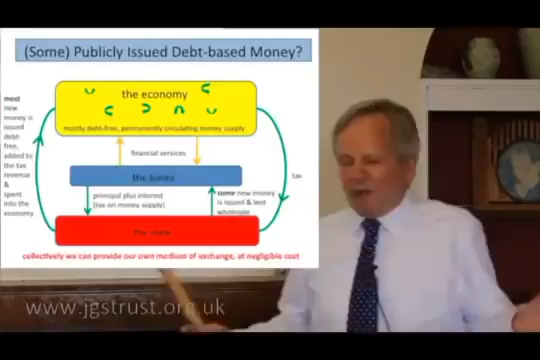 (Some) Publicly Issued Debt-based Money?
the economy
mostly debt-free, permanently circulating money supply
most
new
money is
issued
debt-
free,
added by
the tax
revenue
&
spent
into the
economy
financial services
tax
the banks
principal plus interest
(tax on money supply)
some new money
is issued & lent
wholesale
the state
collectively we can provide our own medium of exchange, at negligible cost
www.jgstrust.org.uk